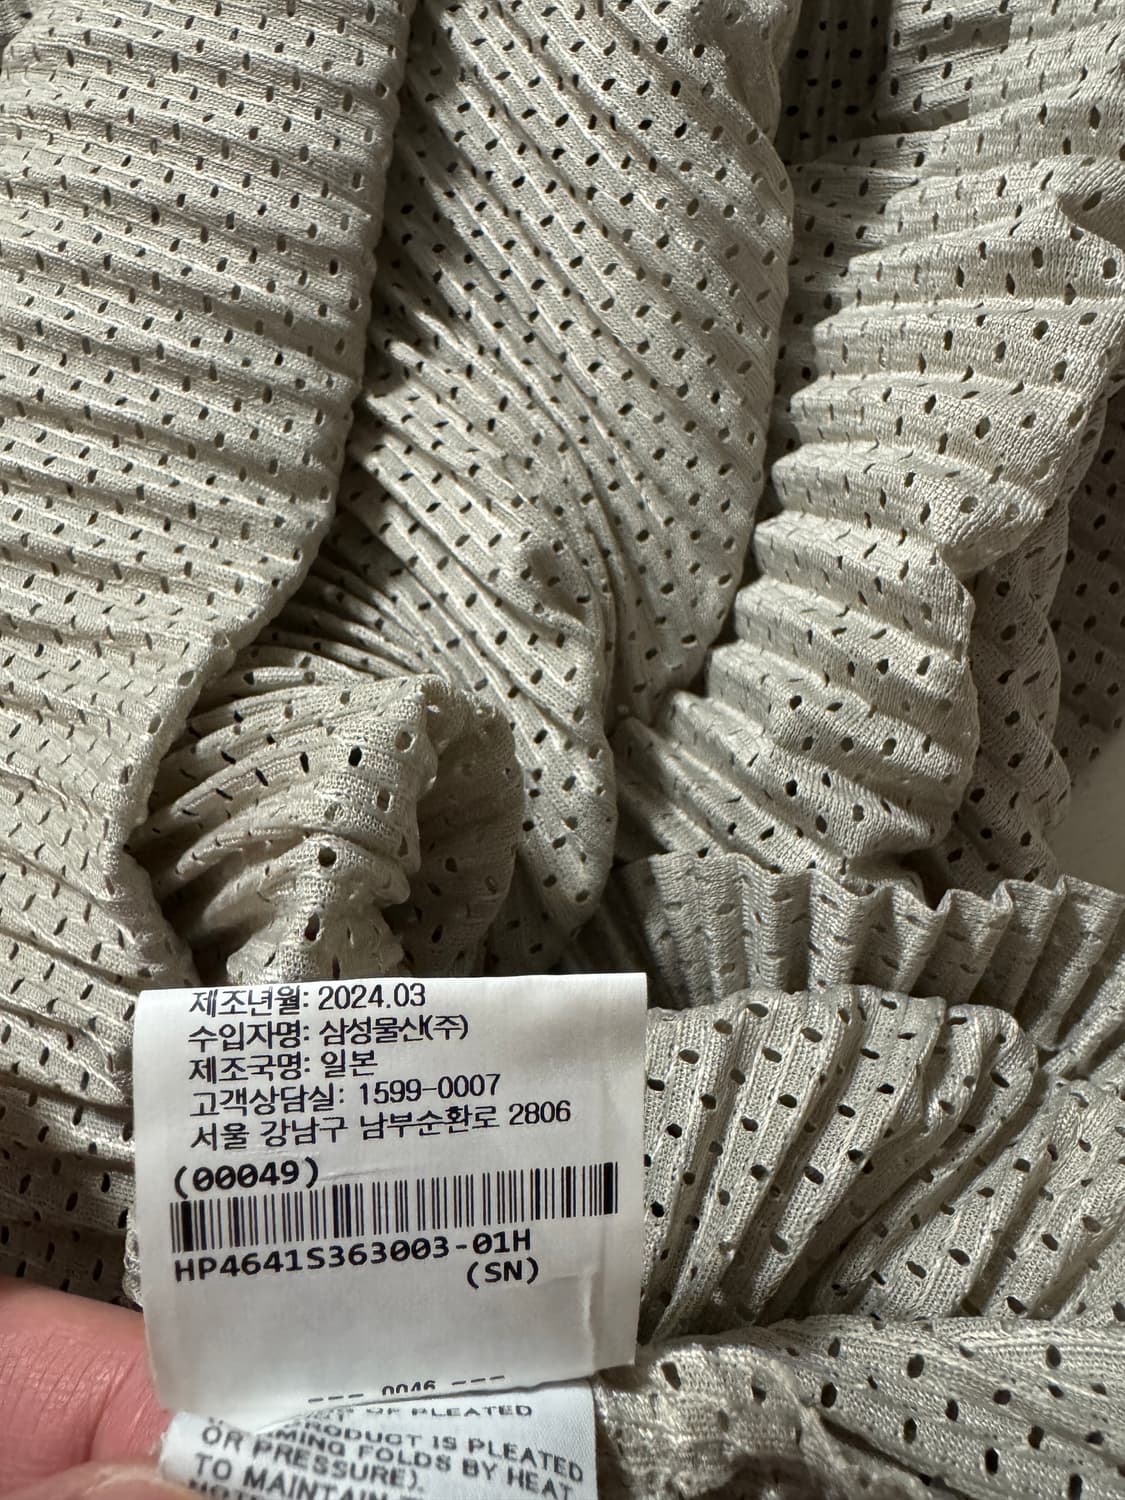 제조년월: 2024.03
수입자명: 삼성물산(주)
제조국명: 일본
고객상담실: 1599-0007
서울 강남구 남부순환로 2806
(00049)
HP4641S363003-01H
(SN)
--- 0046 ---
OF PLEATED
PRODUCT IS PLEATED
FOLDS BY HEAT
OR PRESSURE).
TO MAINTAIN